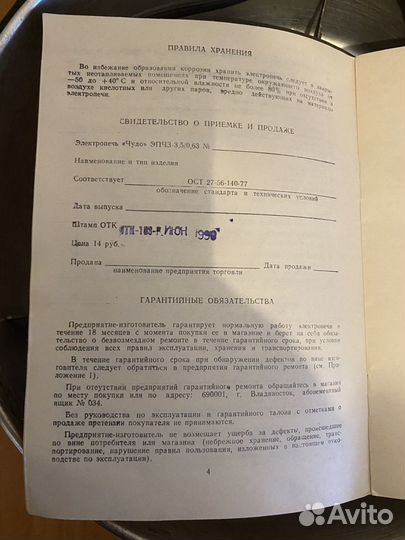 ПРАВИЛА ХРАНЕНИЯ
Во избежание образования коррозии хранить электропечь следует в закры-
тых неотапливаемых помещениях при температуре окружающего воздуха от
—50 до +40°С и относительной влажности не более 80% при отсутствии в
воздухе кислотных или других паров, вредно действующих на материалы
электропечи.
СВИДЕТЕЛЬСТВО О ПРИЕМКЕ И ПРОДАЖЕ
Электропечь «Чудо» ЭПЧЗ-3,5/0,63 №
Наименование и тип изделия
Соответствует ОСТ 27-56-140-77
обозначение стандарта и технических условий
Дата выпуска
Штамп ОТК ИЮН 1990
Цена 14 руб.
Продана Дата продажи
наименование предприятия торговли
ГАРАНТИЙНЫЕ ОБЯЗАТЕЛЬСТВА
Предприятие-изготовитель гарантирует нормальную работу электропечи в
течение 18 месяцев с момента покупки ее в магазине и берет на себя обяза-
тельство о безвозмездном ремонте в течение гарантийного срока, при условии
соблюдения всех правил эксплуатации, хранения и транспортирования.
В течение гарантийного срока при обнаружении дефектов по вине изго-
товителя следует обратиться в предприятия гарантийного ремонта (см. При-
ложение 1).
При отсутствии предприятий гарантийного ремонта обращайтесь в магазин
по месту покупки или по адресу: 690001, г. Владивосток, абонементный
ящик № 034.
Без руководства по эксплуатации и гарантийного талона с отметками о
продаже претензии покупателя не принимаются.
Предприятие-изготовитель не возмещает ущерба за дефекты, происшедшие
по вине потребителя или магазина (небрежное хранение, обращение, транс-
портирование, нарушение правил пользования, изложенных в настоящем руко-
водстве по эксплуатации).
4
Avito